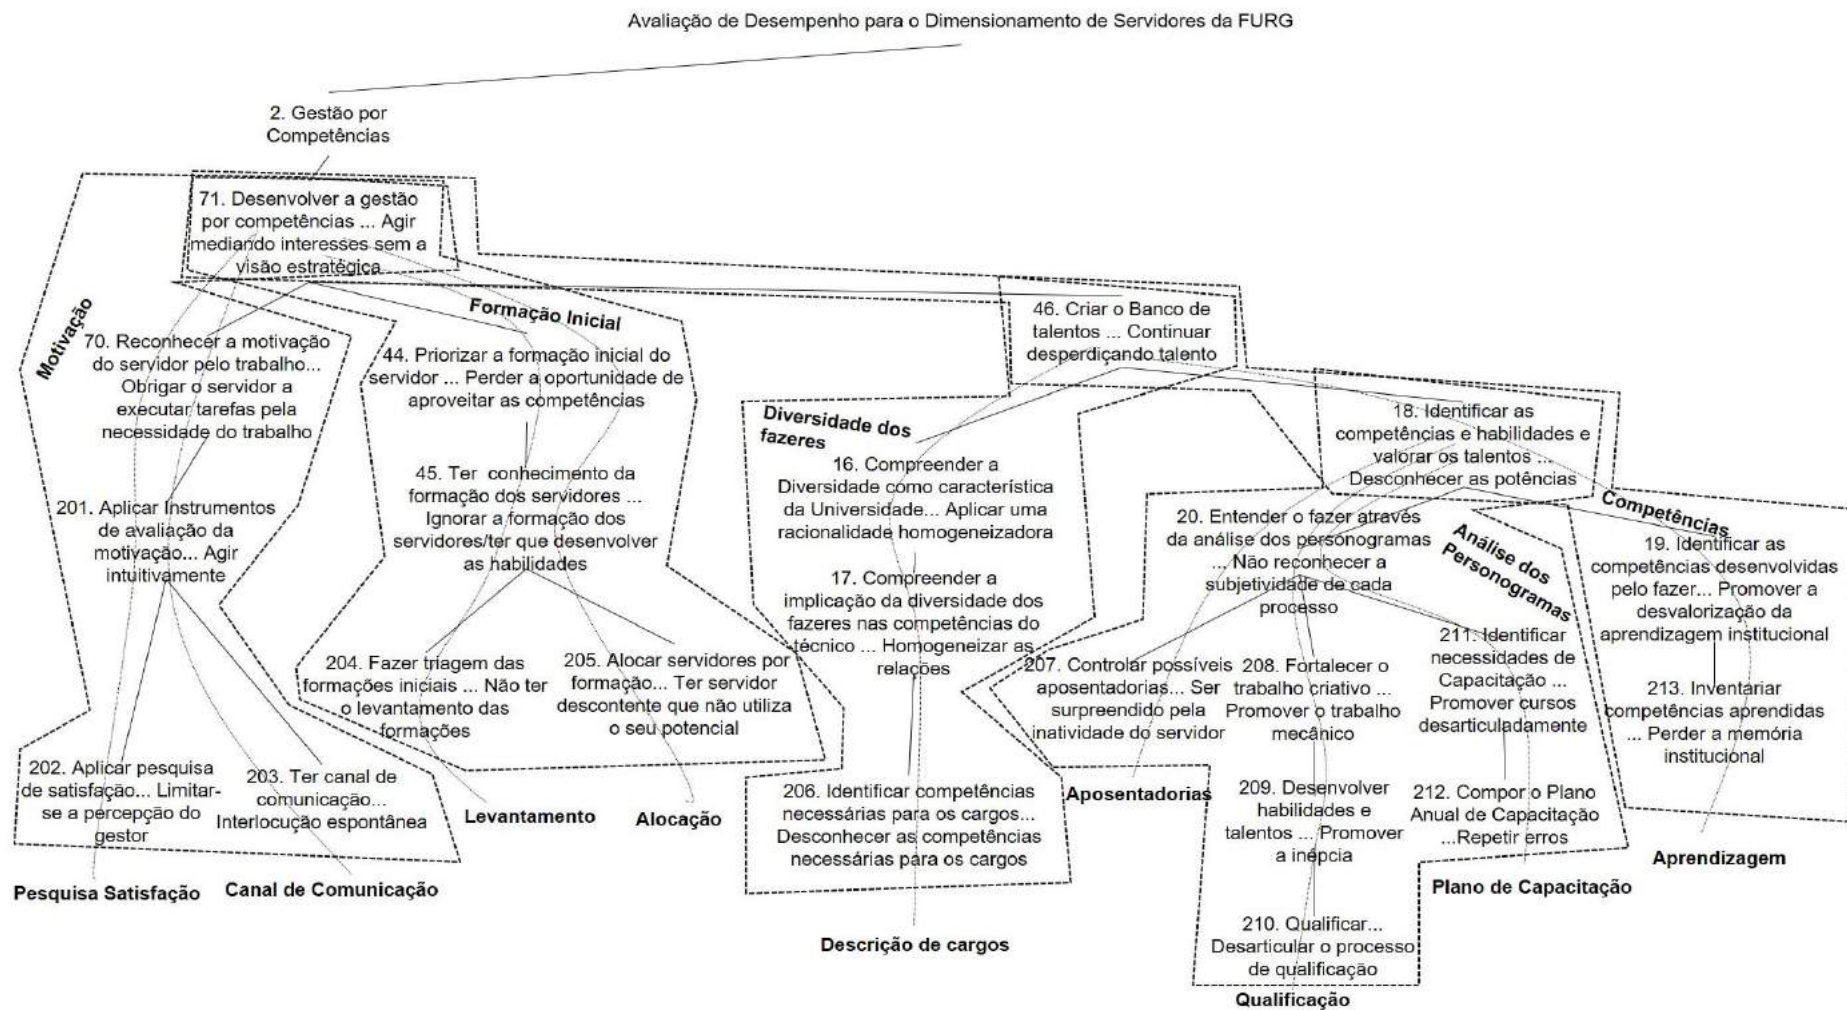 Avaliação de Desempenho para o Dimensionamento de Servidores da FURG
2. Gestão por
Competências
71. Desenvolver a gestão
por competências ... Agir
mediando interesses sem a
visão estratégica
Motivação
70. Reconhecer a motivação
do servidor pelo trabalho...
Obrigar o servidor a
executar tarefas pela
necessidade do trabalho
201. Aplicar Instrumentos
de avaliação da
motivação... Agir
intuitivamente
202. Aplicar pesquisa
de satisfação... Limitar-
se a percepção do
gestor
203. Ter canal de
comunicação...
Interlocução espontânea
Pesquisa Satisfação
Canal de Comunicação
Formação Inicial
44. Priorizar a formação inicial do
servidor ... Perder a oportunidade de
aproveitar as competências
45. Ter conhecimento da
formação dos servidores ...
Ignorar a formação dos
servidores/ter que desenvolver
as habilidades
204. Fazer triagem das
formações iniciais ... Não ter
o levantamento das
formações
205. Alocar servidores por
formação... Ter servidor
descontente que não utiliza
o seu potencial
Levantamento
Alocação
46. Criar o Banco de
talentos ... Continuar
desperdiçando talento
Diversidade dos
fazeres
16. Compreender a
Diversidade como característica
da Universidade... Aplicar uma
racionalidade homogeneizadora
17. Compreender a
implicação da diversidade dos
fazeres nas competências do
técnico ... Homogeneizar as
relações
206. Identificar competências
necessárias para os cargos...
Desconhecer as competências
necessárias para os cargos
Descrição de cargos
18. Identificar as
competências e habilidades e
valorar os talentos ...
Desconhecer as potências
20. Entender o fazer através
da análise dos personogramas
... Não reconhecer a
subjetividade de cada
processo
Análise dos
Personogramas
207. Controlar possíveis
aposentadorias... Ser
surpreendido pela
inatividade do servidor
Aposentadorias
208. Fortalecer o
trabalho criativo ...
Promover o trabalho
mecânico
209. Desenvolver
habilidades e
talentos ... Promover
a inépcia
210. Qualificar...
Desarticular o processo
de qualificação
Qualificação
211. Identificar
necessidades de
Capacitação ...
Promover cursos
desarticuladamente
212. Compor o Plano
Anual de Capacitação
...Repetir erros
Plano de Capacitação
Competências
19. Identificar as
competências desenvolvidas
pelo fazer... Promover a
desvalorização da
aprendizagem institucional
213. Inventariar
competências aprendidas
... Perder a memória
institucional
Aprendizagem